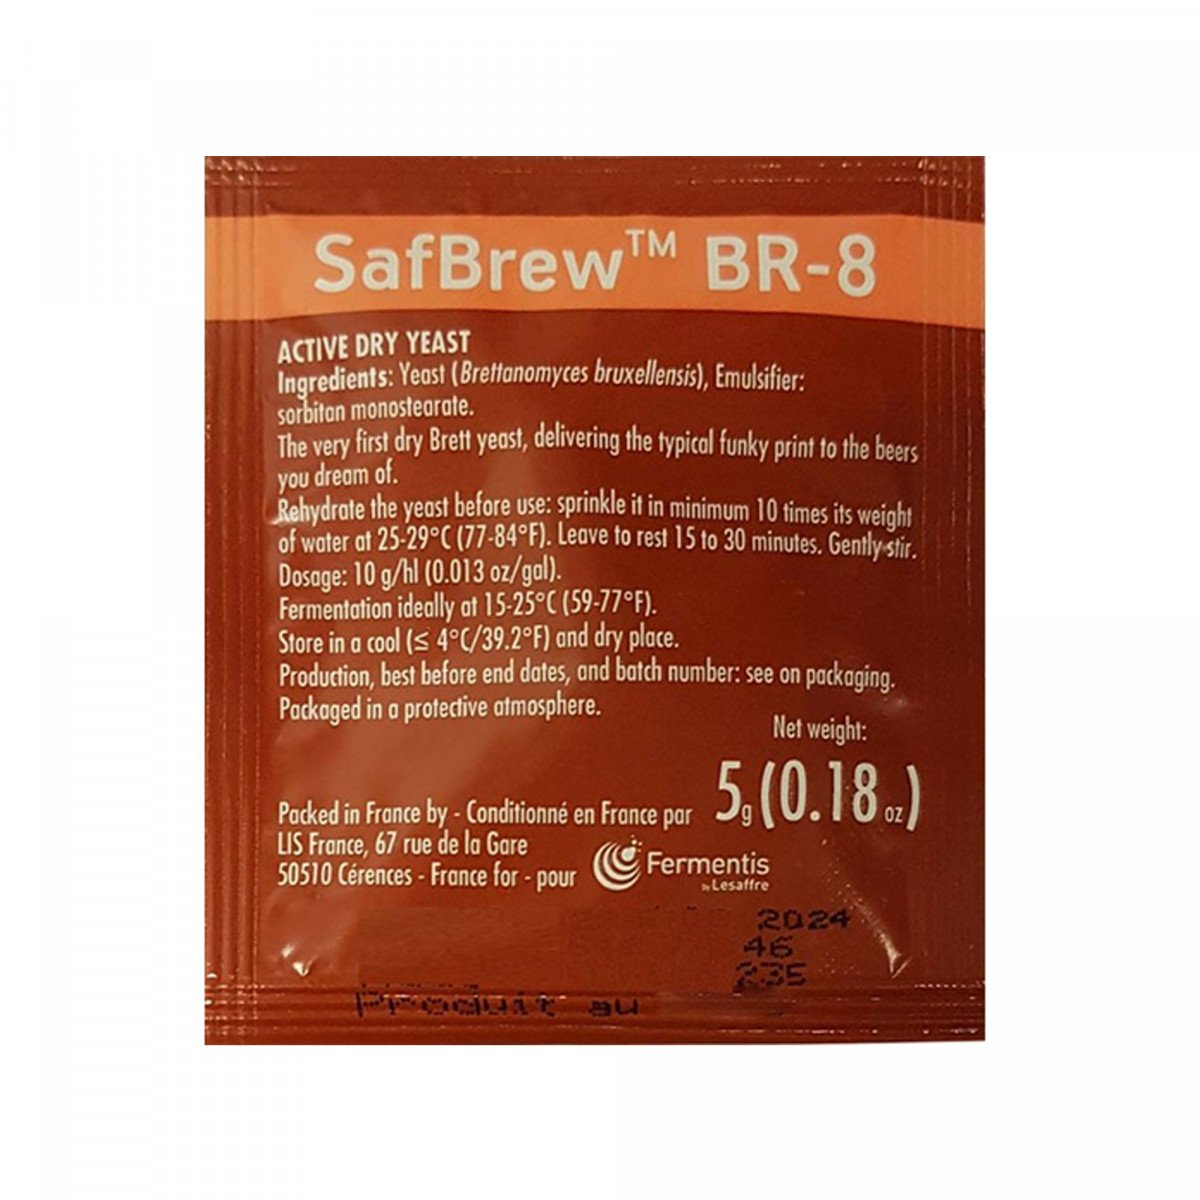 SafBrew™ BR-8
ACTIVE DRY YEAST
Ingredients: Yeast (Brettanomyces bruxellensis), Emulsifier:
sorbitan monostearate.
The very first dry Brett yeast, delivering the typical funky print to the beers
you dream of.
Rehydrate the yeast before use: sprinkle it in minimum 10 times its weight
of water at 25-29°C (77-84°F). Leave to rest 15 to 30 minutes. Gently stir.
Dosage: 10 g/hl (0.013 oz/gal).
Fermentation ideally at 15-25°C (59-77°F).
Store in a cool (≤ 4°C/39.2°F) and dry place.
Production, best before end dates, and batch number: see on packaging.
Packaged in a protective atmosphere.
Net weight:
5g (0.18 oz)
Packed in France by - Conditionné en France par
LIS France, 67 rue de la Gare
50510 Cérences - France for - pour
Fermentis
by Lesaffre
2024
46
235
Produit au